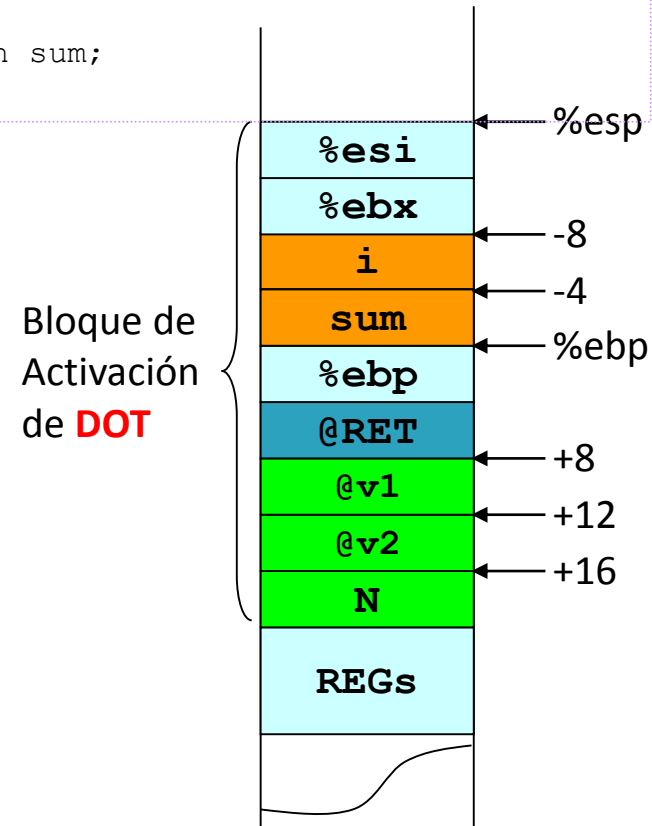 n sum;
%esp
%esi
%ebx
-8
i
-4
sum
%ebp
Bloque de
Activación
de DOT
%ebp
@RET
+8
@v1
+12
@v2
+16
N
REGs